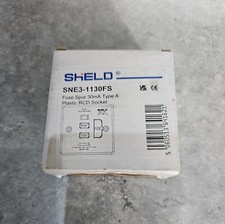 SHELD
SNE3-1130FS
Fuse Spur 30mA Type A
Plastic RCD Socket